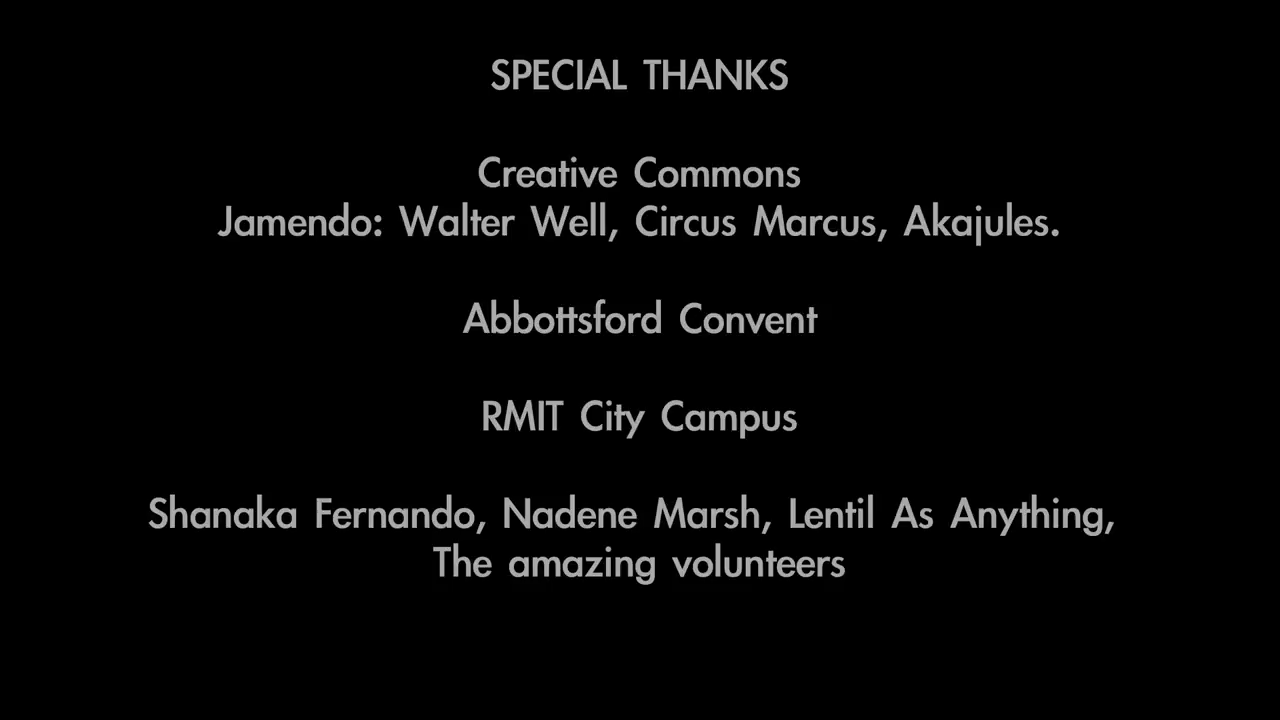 SPECIAL THANKS
Creative Commons
Jamendo: Walter Well, Circus Marcus, Akajules.
Abbottsford Convent
RMIT City Campus
Shanaka Fernando, Nadene Marsh, Lentil As Anything,
The amazing volunteers